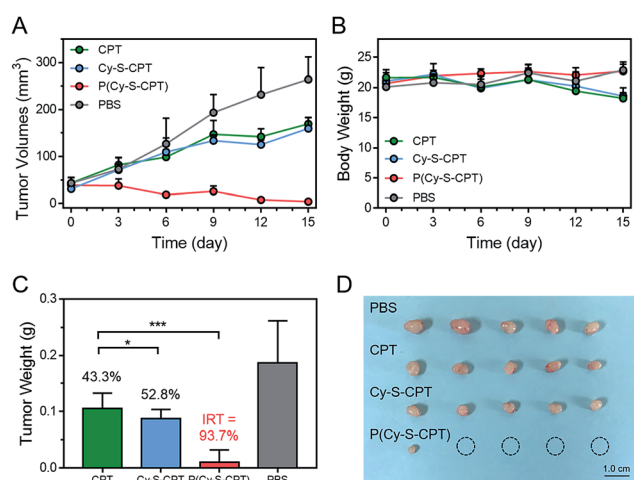 A
CPT
Cy-S-CPT
P(Cy-S-CPT)
PBS
Tumor Volumes (mm³)
300
200
100
0
0 3 6 9 12 15
Time (day)
B
Body Weight (g)
25
20
15
10
5
0
CPT
Cy-S-CPT
P(Cy-S-CPT)
PBS
0 3 6 9 12 15
Time (day)
C
Tumor Weight (g)
0.3
0.2
0.1
0.0
***
*
43.3%
52.8%
IRT =
93.7%
CPT Cy-S-CPT P(Cy-S-CPT) PBS
D
PBS
CPT
Cy-S-CPT
P(Cy-S-CPT)
1.0 cm